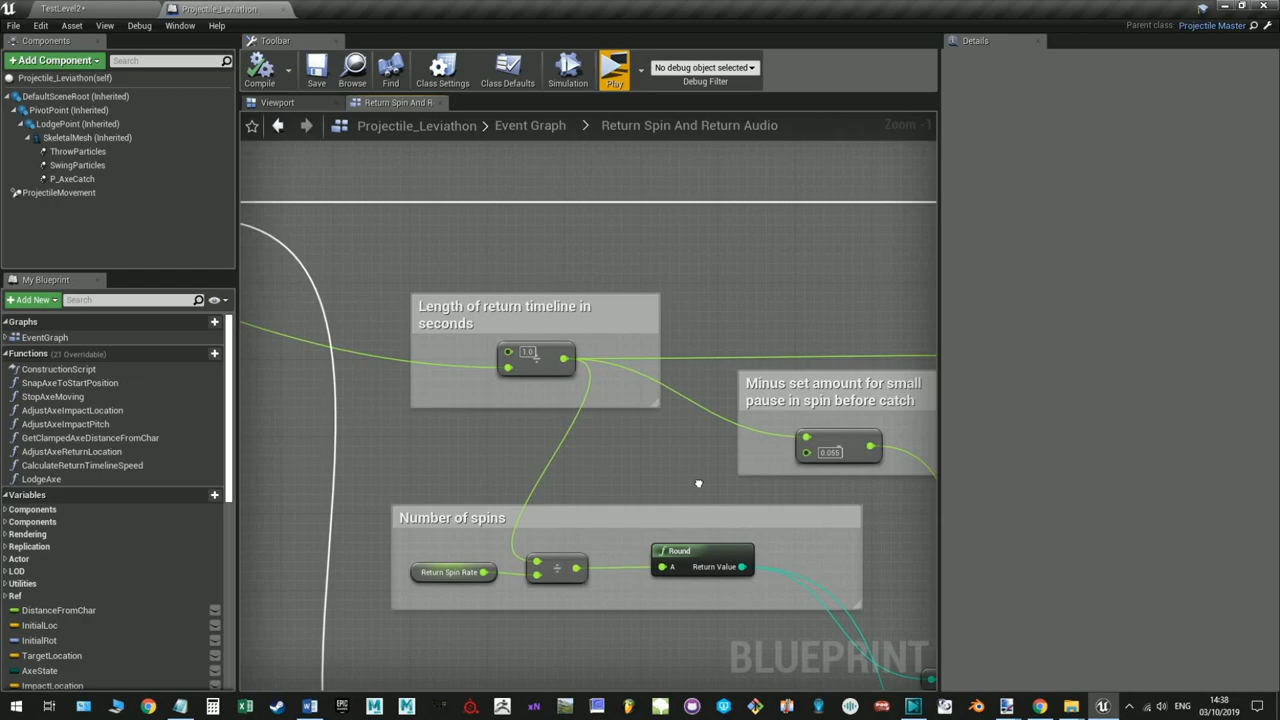 TestLevel2*
Projectile_Leviathon
File
Edit
Asset
View
Debug
Window
Help
Parent class: Projectile Master
Components
Toolbar
Details
+ Add Component
Search
Compile
Save
Browse
Find
Class Settings
Class Defaults
Simulation
Play
No debug object selected
Debug Filter
Projectile_Leviathon(self)
DefaultSceneRoot (Inherited)
PivotPoint (Inherited)
LodgePoint (Inherited)
SkeletalMesh (Inherited)
ThrowParticles
SwingParticles
P_AxeCatch
ProjectileMovement
Viewport
Return Spin And R
Projectile_Leviathon > Event Graph > Return Spin And Return Audio
Zoom -1
My Blueprint
+ Add New
Search
Graphs
EventGraph
Functions (21 Overridable)
ConstructionScript
SnapAxeToStartPosition
StopAxeMoving
AdjustAxeImpactLocation
AdjustAxeImpactPitch
GetClampedAxeDistanceFromChar
AdjustAxeReturnLocation
CalculateReturnTimelineSpeed
LodgeAxe
Variables
Components
Components
Rendering
Replication
Actor
LOD
Utilities
Ref
DistanceFromChar
InitialLoc
InitialRot
TargetLocation
AxeState
ImpactLocation
Length of return timeline in
seconds
1.0
÷
Minus set amount for small
pause in spin before catch
0.055
Number of spins
Return Spin Rate
÷
f Round
A
Return Value
BLUEPRINT
ENG
14:38
03/10/2019